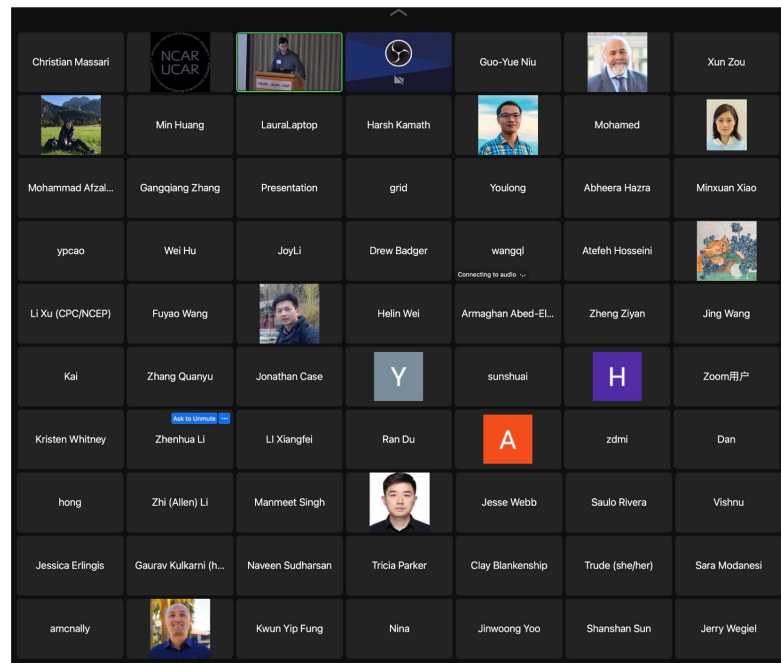 Christian Massari
NCAR
UCAR
Guo-Yue Niu
Xun Zou
Min Huang
LauraLaptop
Harsh Kamath
Mohamed
Mohammad Afzal...
Gangqiang Zhang
Presentation
grid
Youlong
Abheera Hazra
Minxuan Xiao
ypcao
Wei Hu
JoyLi
Drew Badger
wangql
Connecting to audio
Atefeh Hosseini
Li Xu (CPC/NCEP)
Fuyao Wang
Helin Wei
Armaghan Abed-El...
Zheng Ziyan
Jing Wang
Kai
Zhang Quanyu
Jonathan Case
Y
sunshuai
H
Zoom用户
Kristen Whitney
Ask to Unmute ...
Zhenhua Li
LI Xiangfei
Ran Du
A
zdmi
Dan
hong
Zhi (Allen) Li
Manmeet Singh
Jesse Webb
Saulo Rivera
Vishnu
Jessica Erlingis
Gaurav Kulkarni (h...
Naveen Sudharsan
Tricia Parker
Clay Blankenship
Trude (she/her)
Sara Modanesi
amcnally
Kwun Yip Fung
Nina
Jinwoong Yoo
Shanshan Sun
Jerry Wegiel